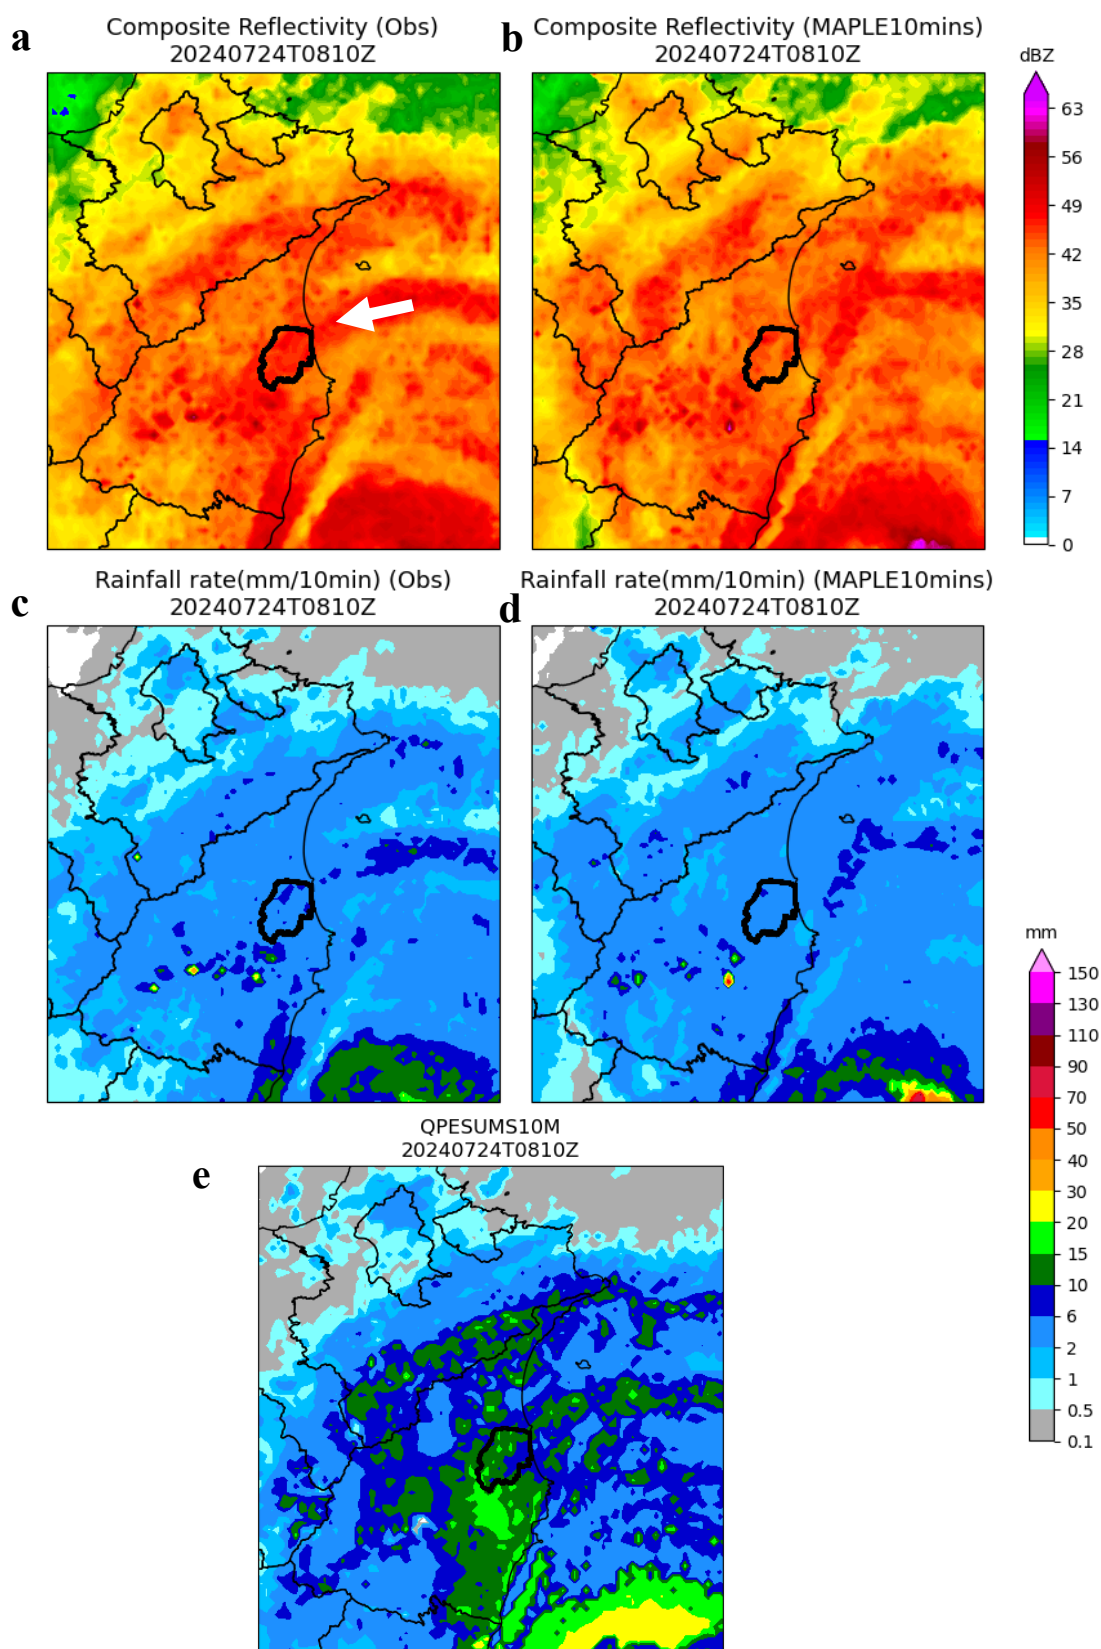 a
Composite Reflectivity (Obs)
20240724T0810Z
b
Composite Reflectivity (MAPLE10mins)
20240724T0810Z
dBZ
63
56
49
42
35
28
21
14
7
0
c
Rainfall rate(mm/10min) (Obs)
20240724T0810Z
d
Rainfall rate(mm/10min) (MAPLE10mins)
20240724T0810Z
mm
150
130
110
90
70
50
40
30
20
15
10
6
2
1
0.5
0.1
e
QPESUMS10M
20240724T0810Z